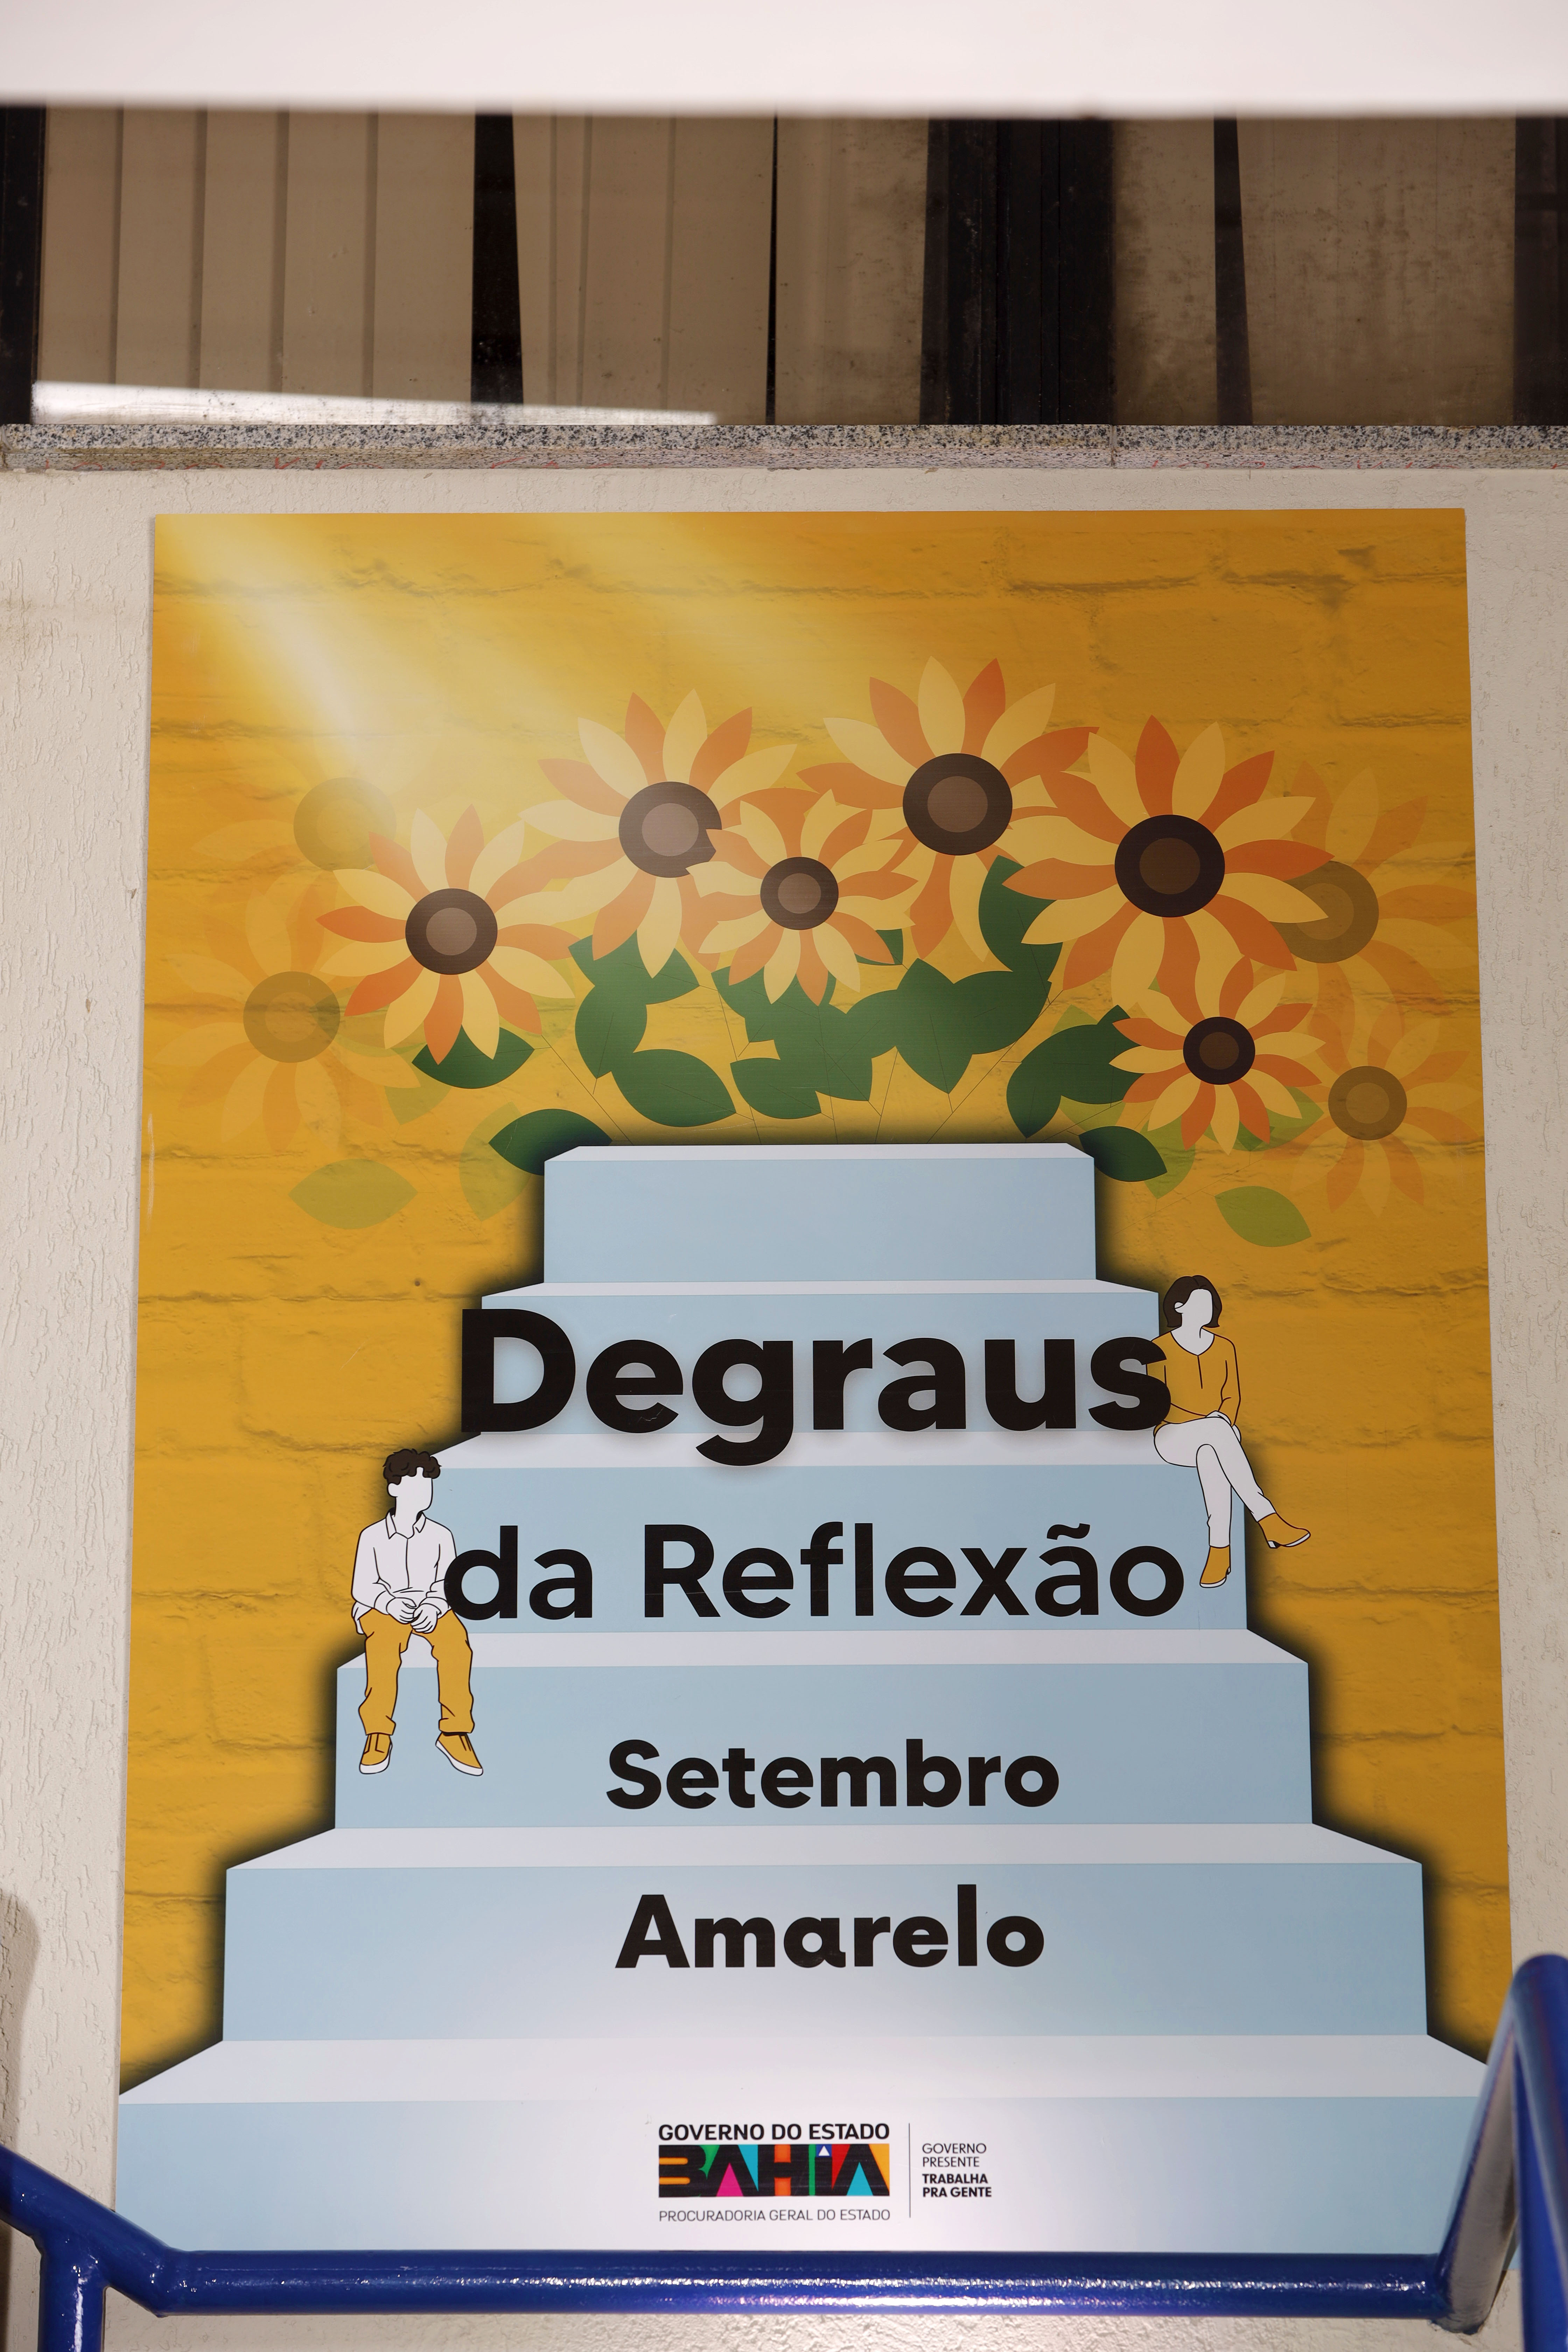 Degraus
da Reflexão
Setembro
Amarelo
GOVERNO DO ESTADO
BAHIA
PROCURADORIA GERAL DO ESTADO
GOVERNO
PRESENTE
TRABALHA
PRA GENTE